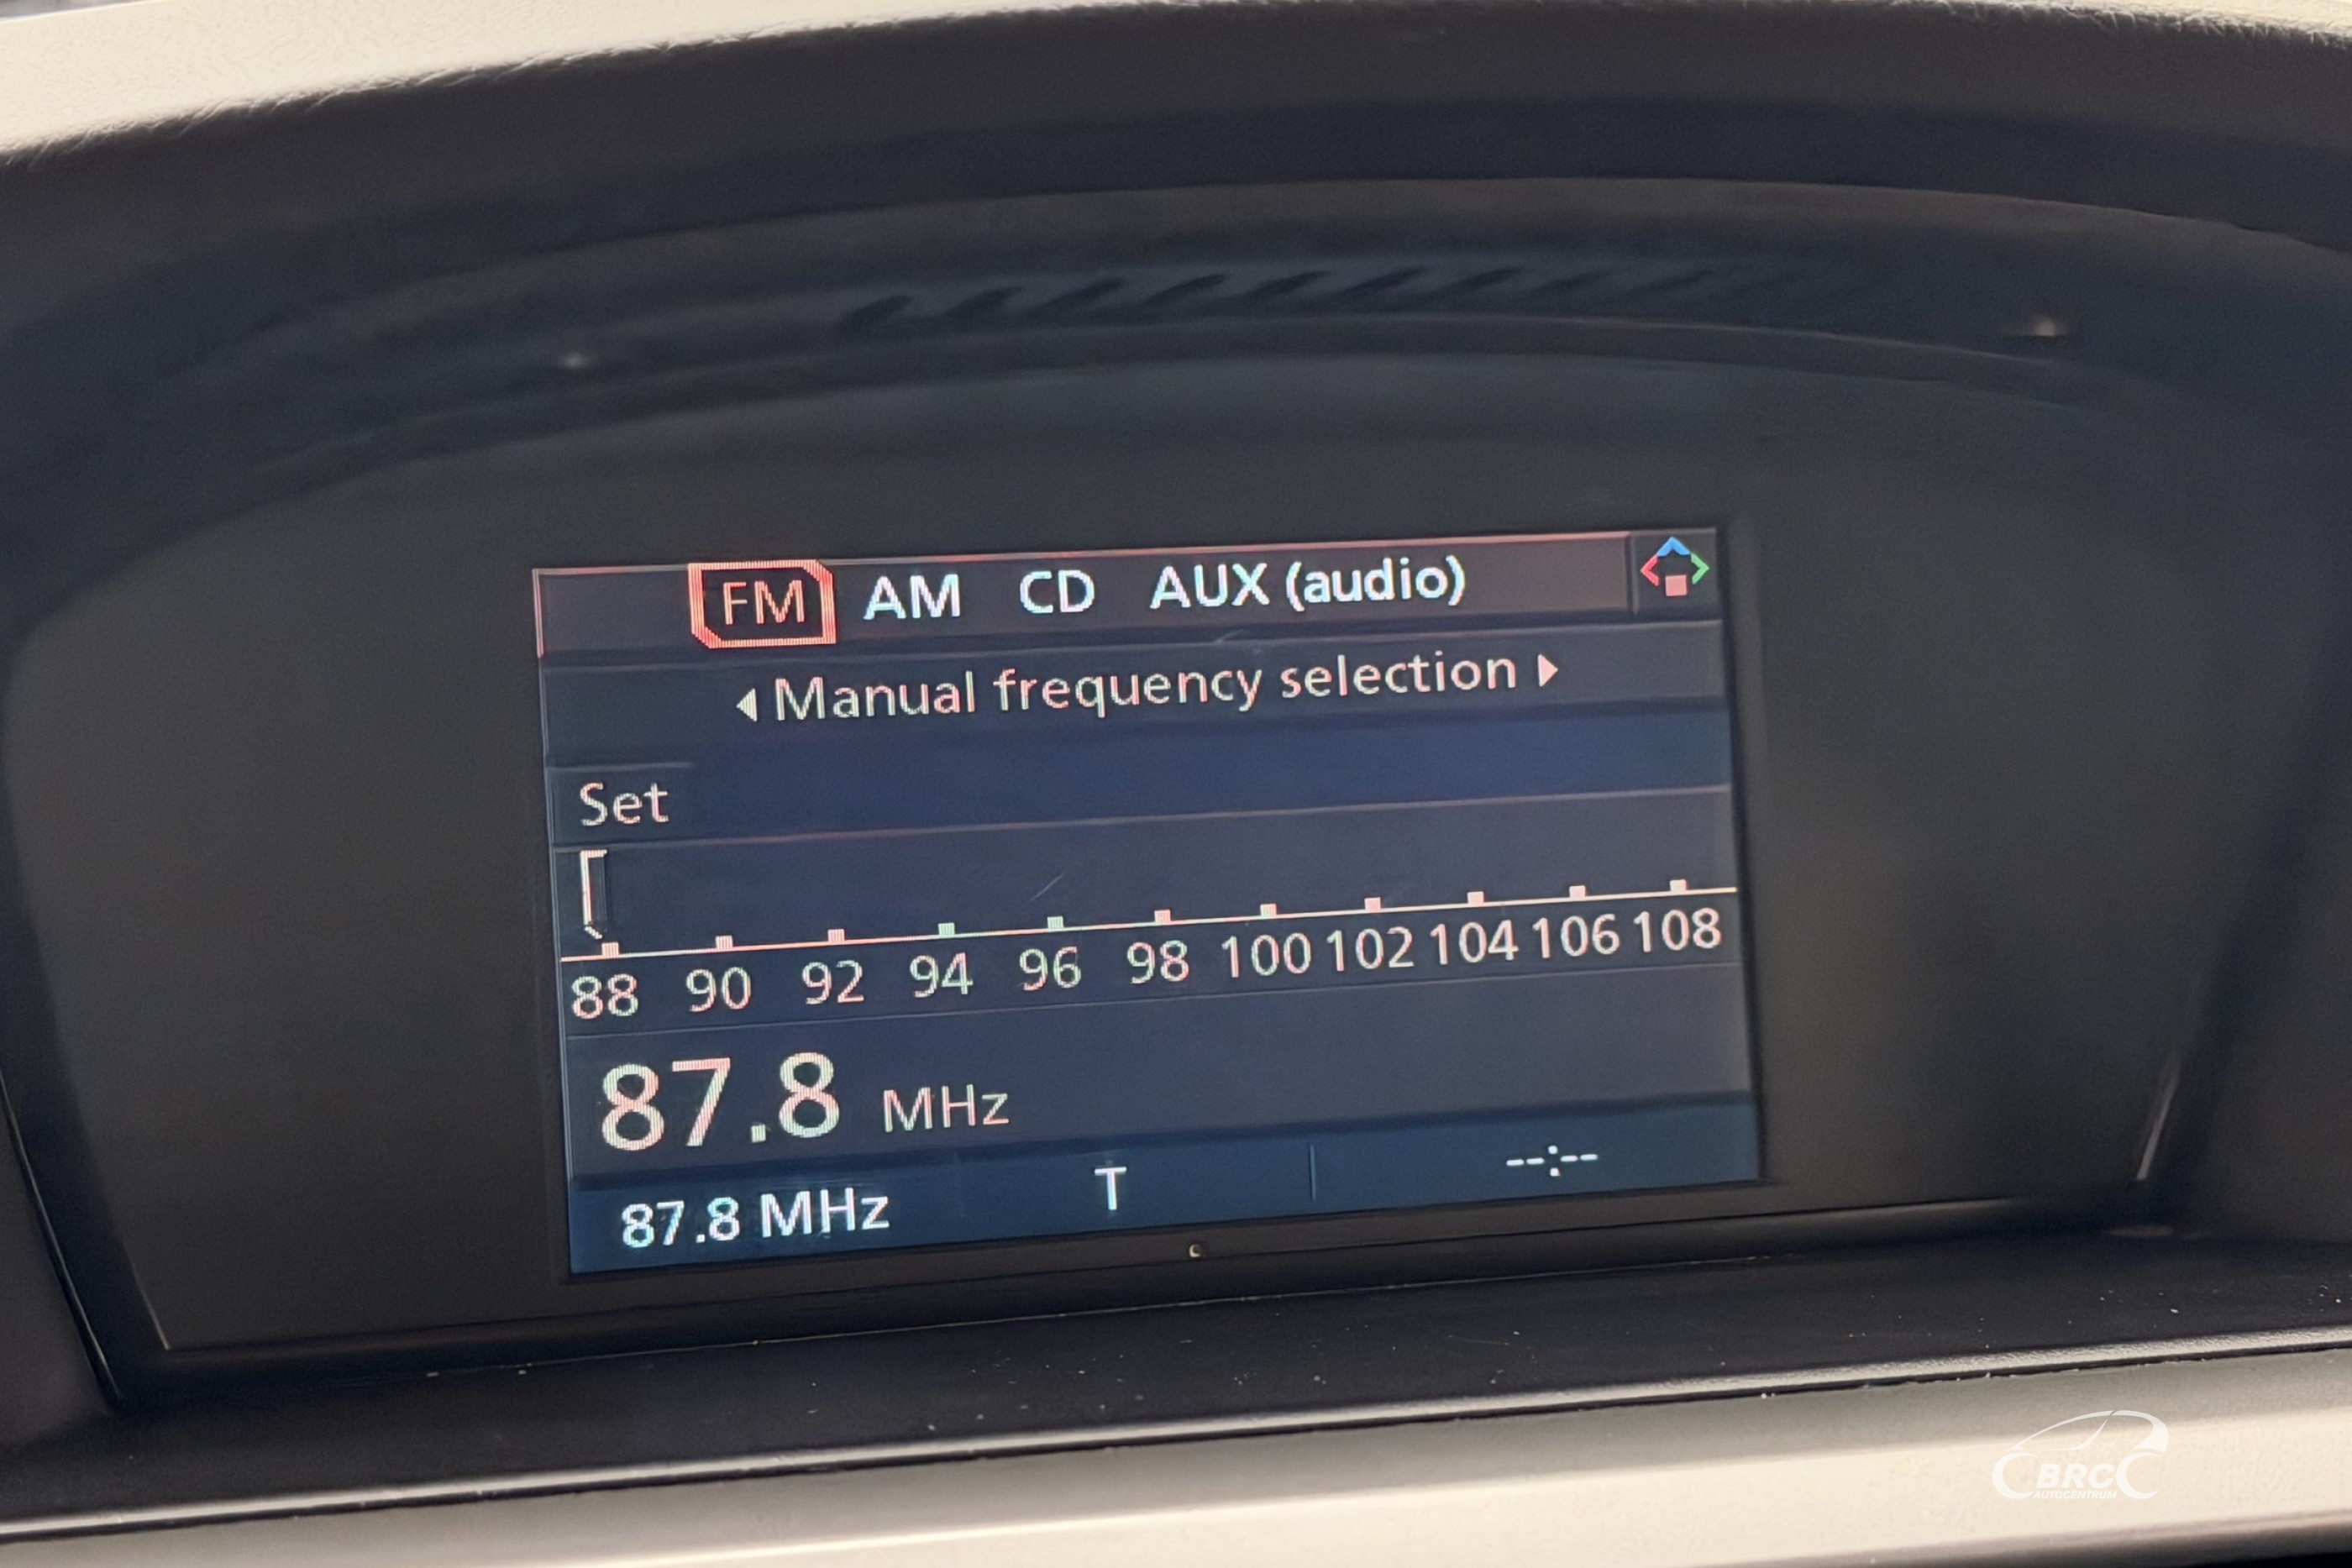 FM AM CD AUX (audio)
Manual frequency selection
Set
88 90 92 94 96 98 100 102 104 106 108
87.8 MHz
87.8 MHz T --:--
BRC
AUTOCENTRUM